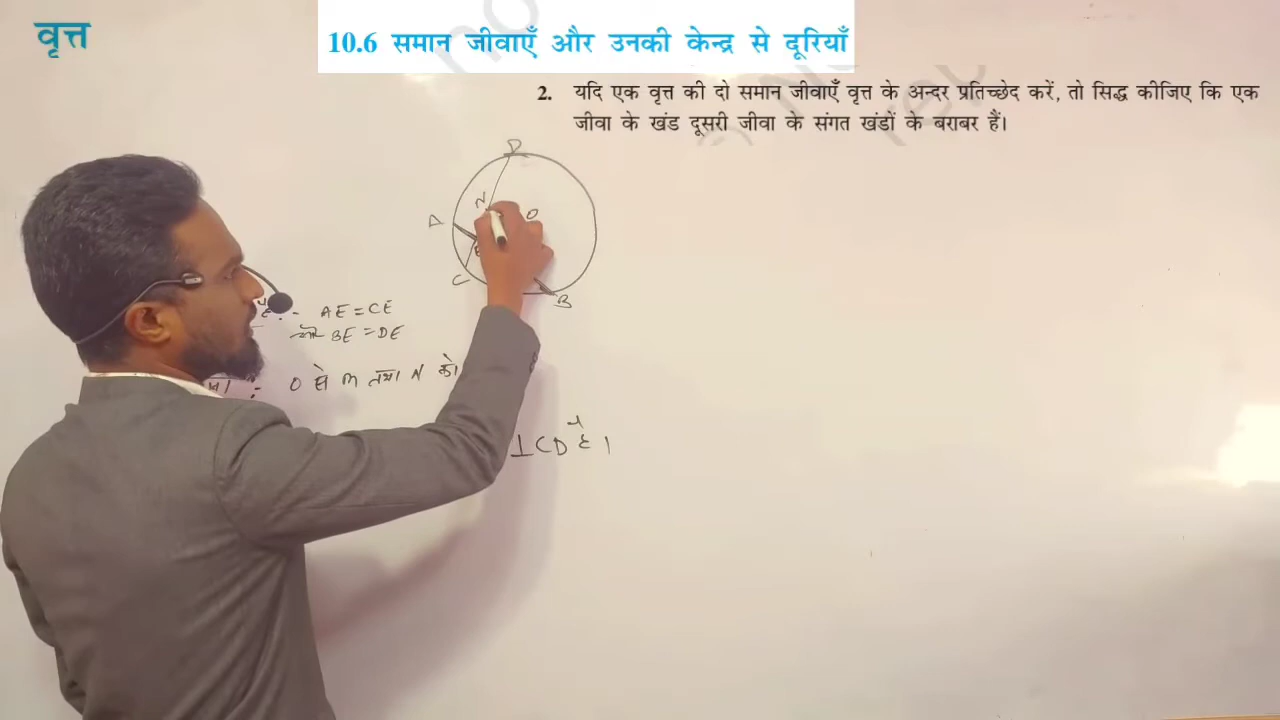 वृत्त
10.6 समान जीवाएँ और उनकी केन्द्र से दूरियाँ
2. यदि एक वृत्त की दो समान जीवाएँ वृत्त के अन्दर प्रतिच्छेद करें, तो सिद्ध कीजिए कि एक
जीवा के खंड दूसरी जीवा के संगत खंडों के बराबर हैं।
D
N
O
A
E
C
B
AE = CE
और BE = DE
O से M तथा N को
⊥ CD है।